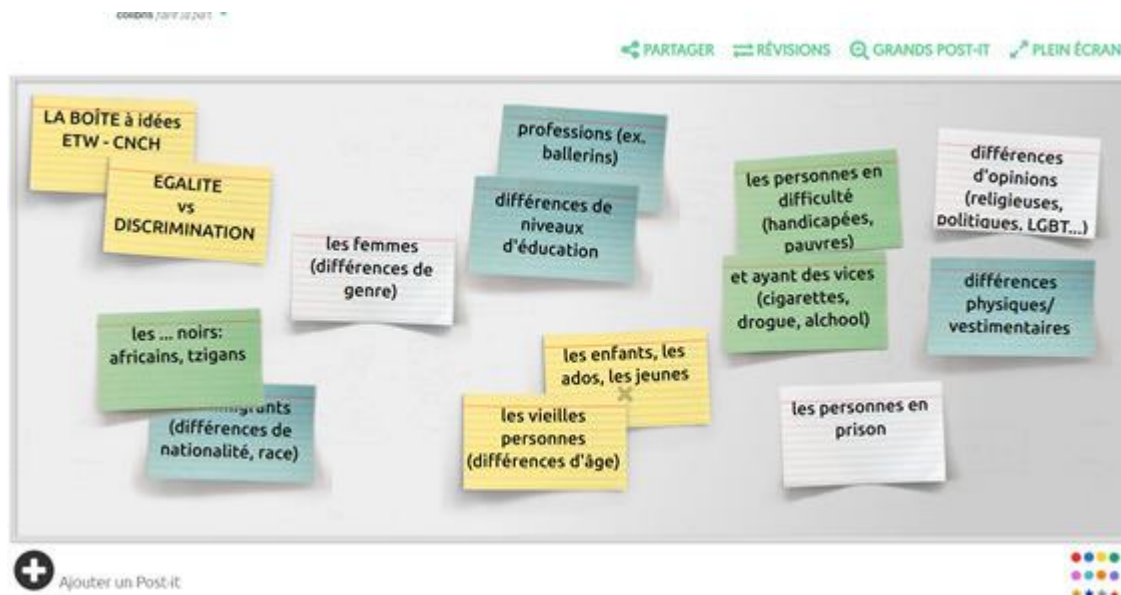 colibris faire sa part
PARTAGER RÉVISIONS GRANDS POST-IT PLEIN ÉCRAN
LA BOÎTE à idées
ETW - CNCH
EGALITE
vs
DISCRIMINATION
les femmes
(différences de
genre)
professions (ex.
ballerins)
différences de
niveaux
d'éducation
les personnes en
difficulté
(handicapées,
pauvres)
et ayant des vices
(cigarettes,
drogue, alchool)
différences
d'opinions
(religieuses,
politiques, LGBT...)
différences
physiques/
vestimentaires
les ... noirs:
africains, tzigans
(différences de
nationalité, race)
les enfants, les
ados, les jeunes
les vieilles
personnes
(différences d'âge)
les personnes en
prison
Ajouter un Post-it